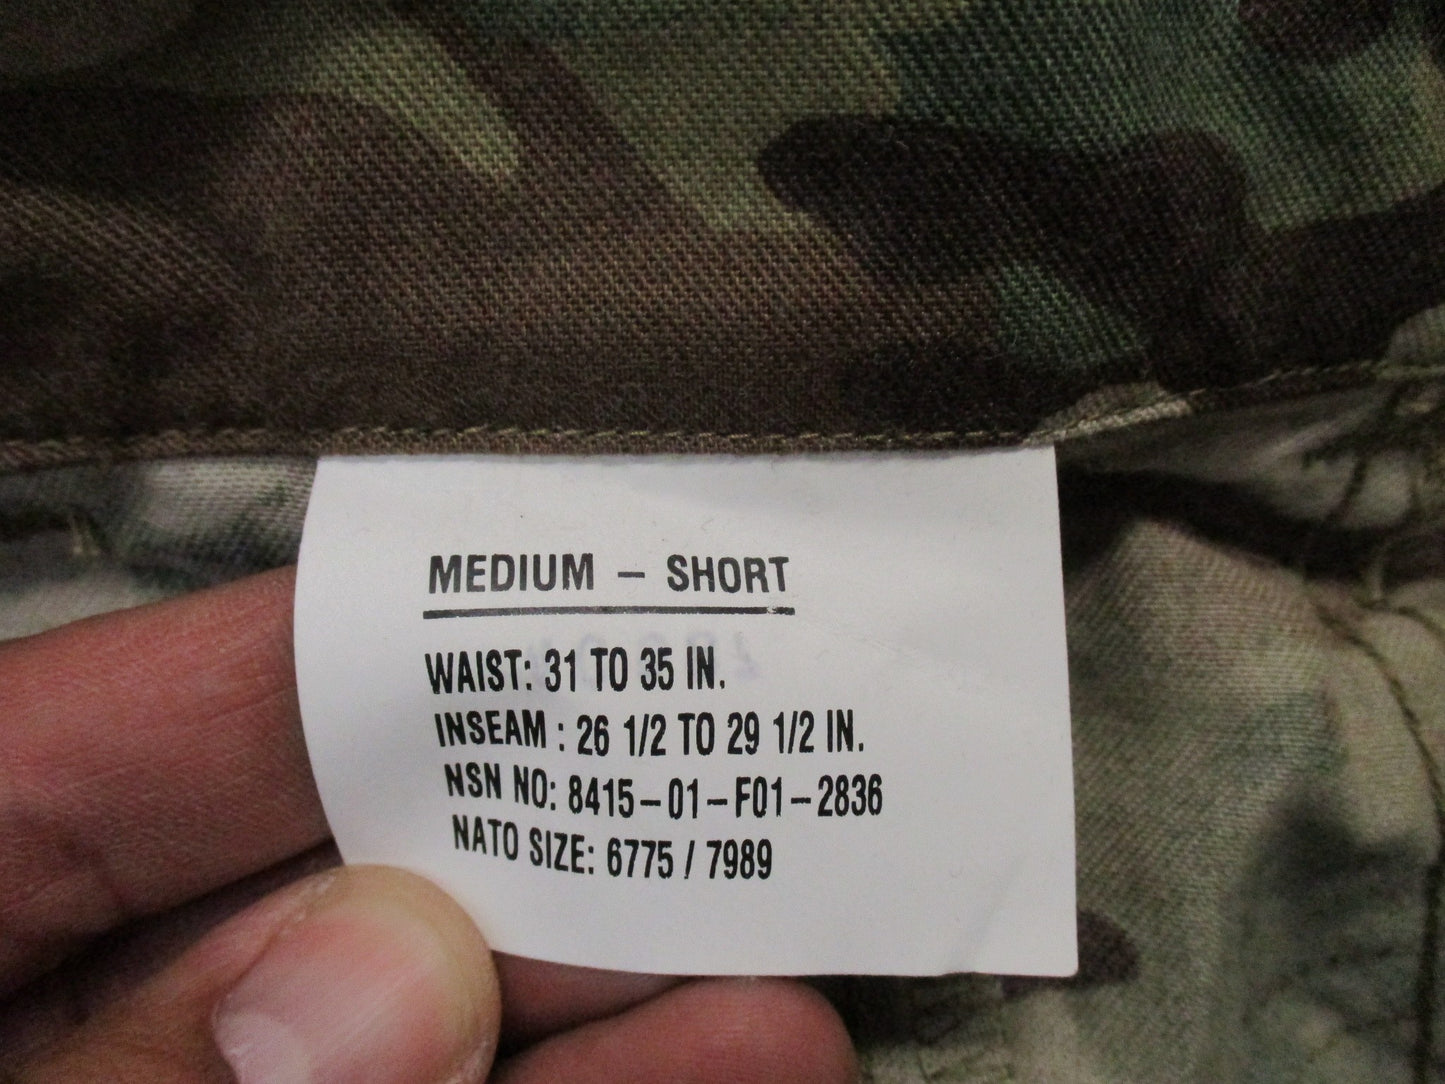 MEDIUM – SHORT
WAIST: 31 TO 35 IN.
INSEAM : 26 1/2 TO 29 1/2 IN.
NSN NO: 8415–01–F01–2836
NATO SIZE: 6775 / 7989